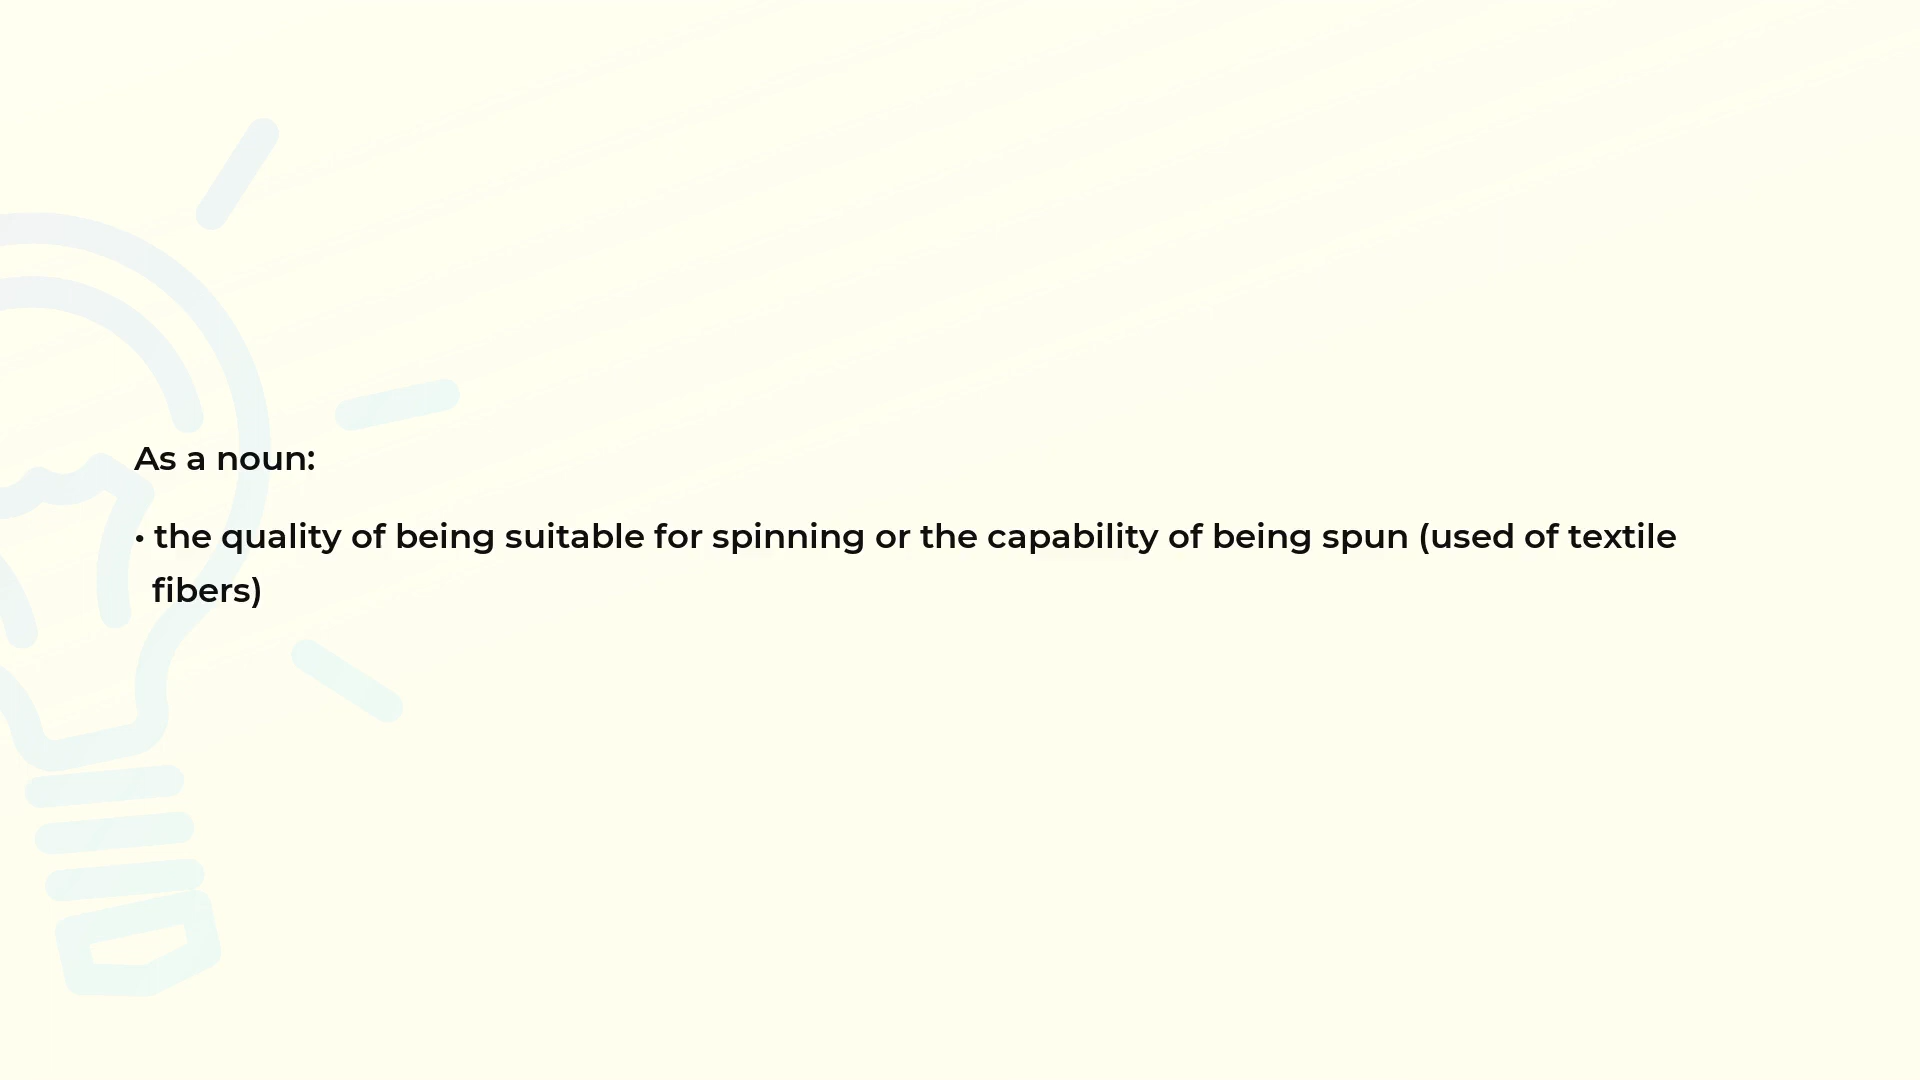 As a noun:
• the quality of being suitable for spinning or the capability of being spun (used of textile
fibers)